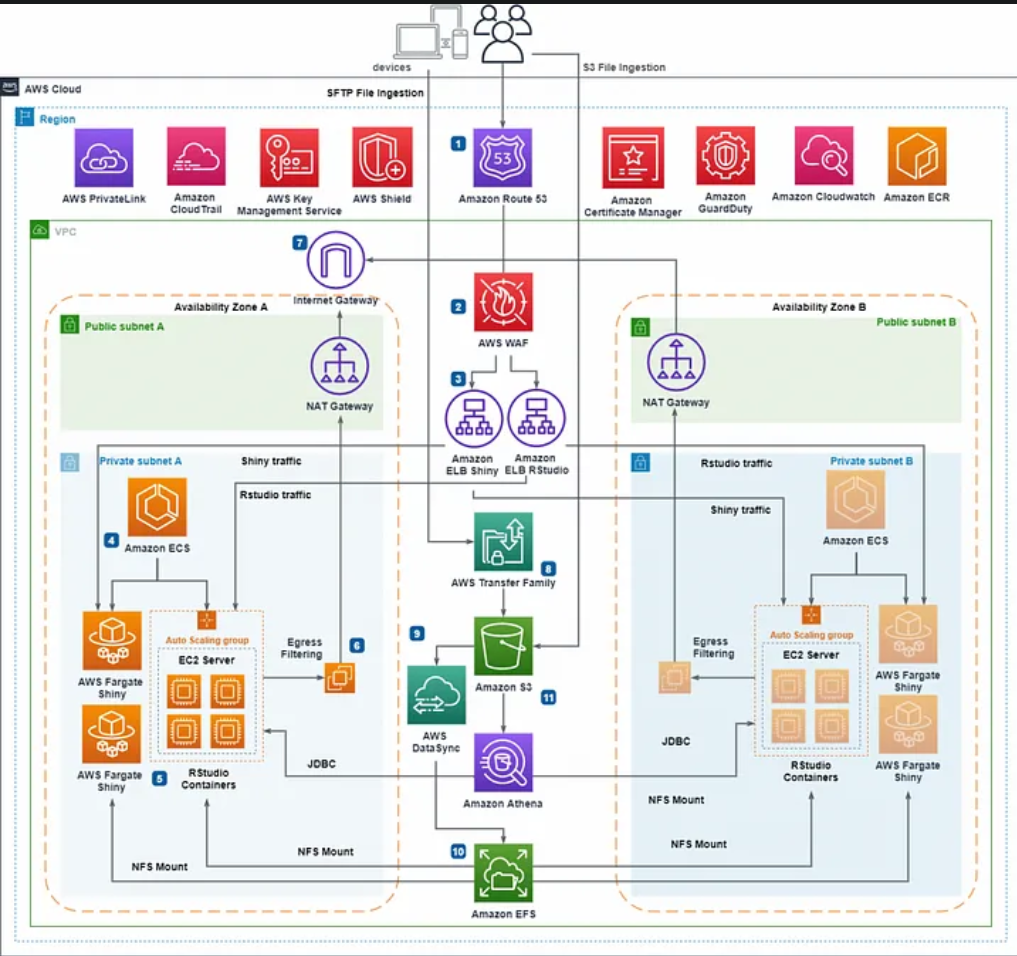 devices
S3 File Ingestion
aws
AWS Cloud
SFTP File Ingestion
Region
1
53
AWS PrivateLink
Amazon
CloudTrail
AWS Key
Management Service
AWS Shield
Amazon Route 53
Amazon
Certificate Manager
Amazon
GuardDuty
Amazon Cloudwatch
Amazon ECR
VPC
7
Internet Gateway
Availability Zone A
2
AWS WAF
Availability Zone B
Public subnet A
Public subnet B
NAT Gateway
3
NAT Gateway
Amazon
ELB Shiny
Amazon
ELB RStudio
Private subnet A
Shiny traffic
Rstudio traffic
Rstudio traffic
Private subnet B
Shiny traffic
4
Amazon ECS
Amazon ECS
AWS Transfer Family
8
Auto Scaling group
EC2 Server
Egress
Filtering
6
9
Amazon S3
11
Egress
Filtering
Auto Scaling group
EC2 Server
AWS Fargate
Shiny
AWS Fargate
Shiny
AWS
DataSync
JDBC
JDBC
AWS Fargate
Shiny
5
RStudio
Containers
Amazon Athena
RStudio
Containers
AWS Fargate
Shiny
NFS Mount
NFS Mount
NFS Mount
NFS Mount
10
Amazon EFS